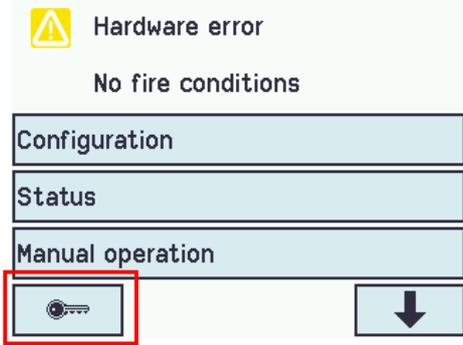 Hardware error
No fire conditions
Configuration
Status
Manual operation